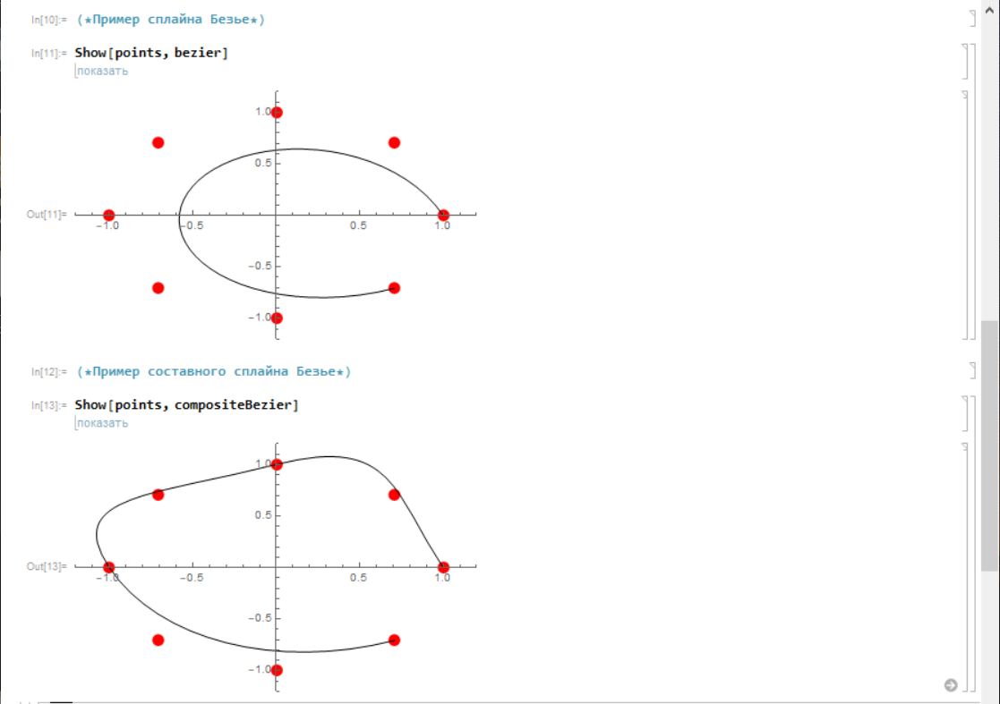 In[10]:= (*Пример сплайна Безье*)
In[11]:= Show[points, bezier]
показать
1.0
0.5
Out[11]= -1.0 -0.5 0.5 1.0
-0.5
-1.0
In[12]:= (*Пример составного сплайна Безье*)
In[13]:= Show[points, compositeBezier]
показать
1.0
0.5
Out[13]= -1.0 -0.5 0.5 1.0
-0.5
-1.0